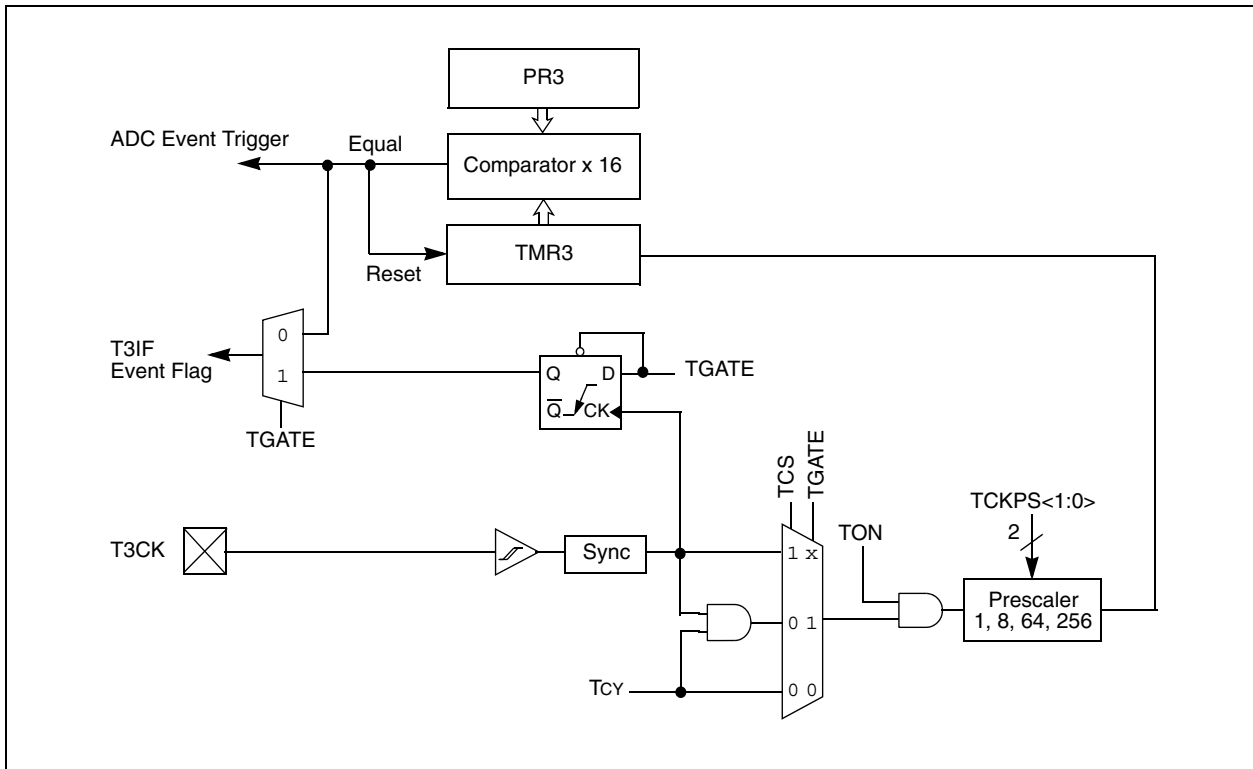 PR3
ADC Event Trigger
Equal
Comparator x 16
TMR3
Reset
0
T3IF
Event Flag
1
TGATE
Q D
Q̅ CK
TGATE
TCS
TGATE
TCKPS<1:0>
2
T3CK
Sync
1 x
TON
Prescaler
1, 8, 64, 256
0 1
TCY
0 0